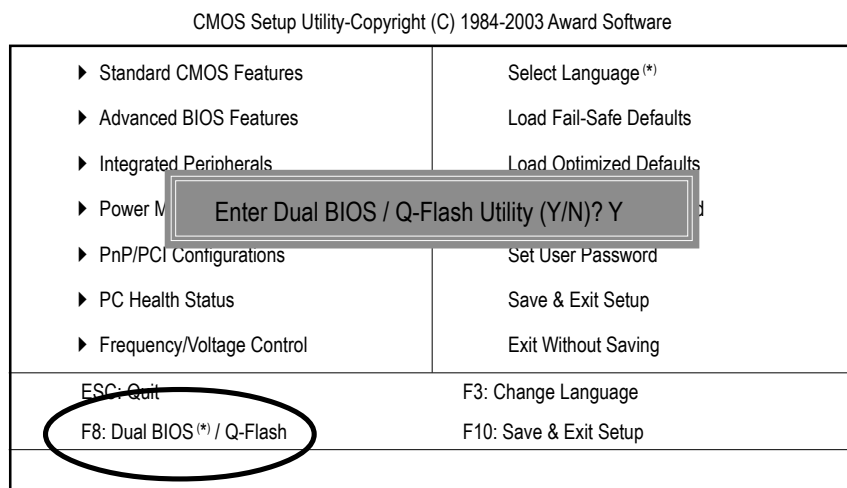 CMOS Setup Utility-Copyright (C) 1984-2003 Award Software
Standard CMOS Features
Select Language (*)
Advanced BIOS Features
Load Fail-Safe Defaults
Integrated Peripherals
Load Optimized Defaults
Power
Enter Dual BIOS / Q-Flash Utility (Y/N)? Y
PnP/PCI Configurations
Set User Password
PC Health Status
Save & Exit Setup
Frequency/Voltage Control
Exit Without Saving
ESC: Quit
F3: Change Language
F8: Dual BIOS (*) / Q-Flash
F10: Save & Exit Setup